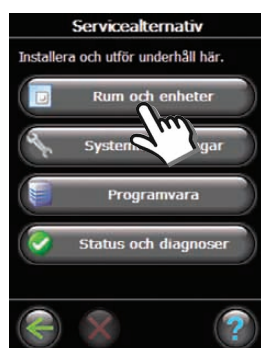 Servicealternativ
Installera och utför underhåll här.
Rum och enheter
Programvara
Status och diagnoser
?